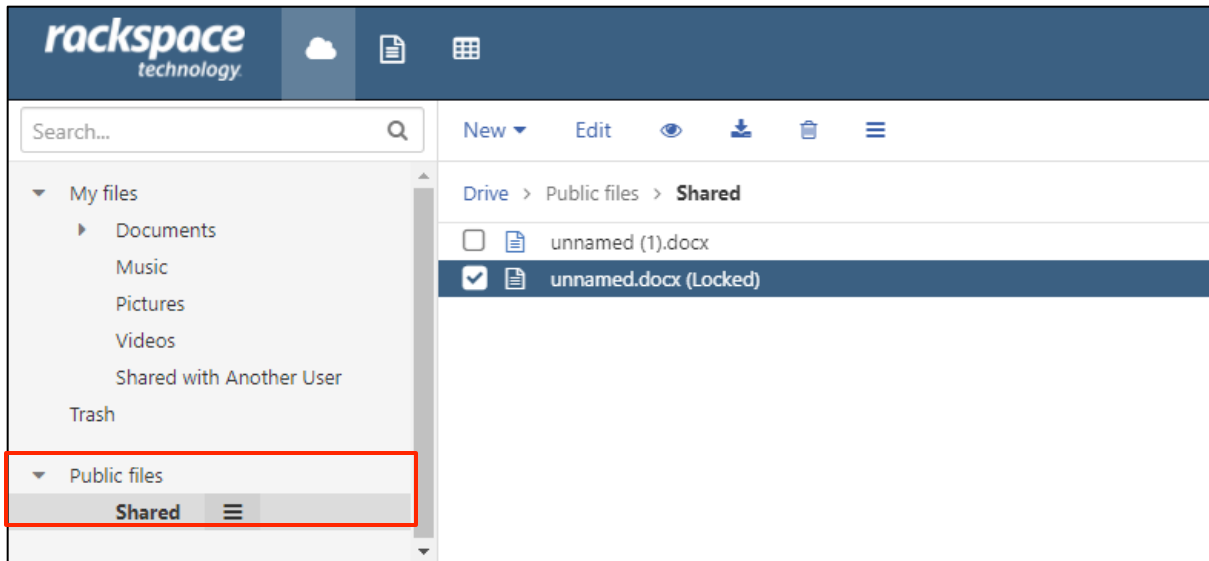 rackspace
technology.
Search...
New
Edit
My files
Documents
Music
Pictures
Videos
Shared with Another User
Trash
Public files
Shared
Drive > Public files > Shared
unnamed (1).docx
unnamed.docx (Locked)